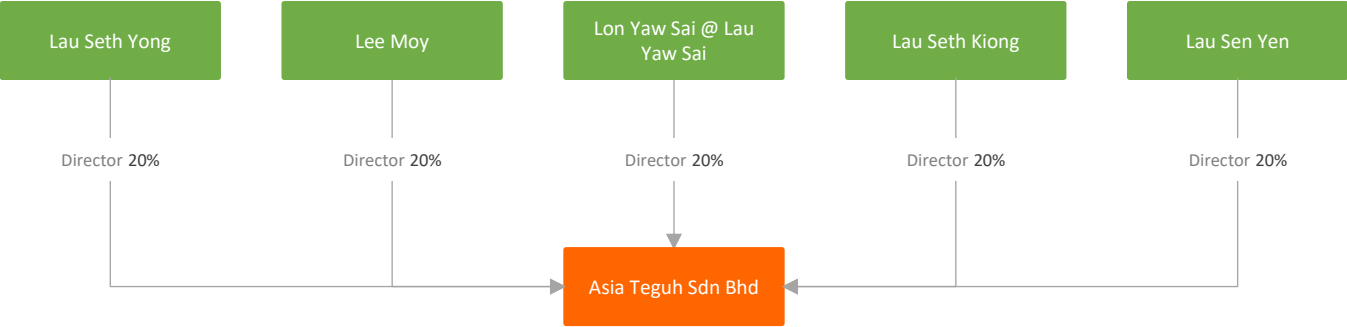 Lau Seth Yong
Lee Moy
Lon Yaw Sai @ Lau
Yaw Sai
Lau Seth Kiong
Lau Sen Yen
Director 20%
Director 20%
Director 20%
Director 20%
Director 20%
Asia Teguh Sdn Bhd